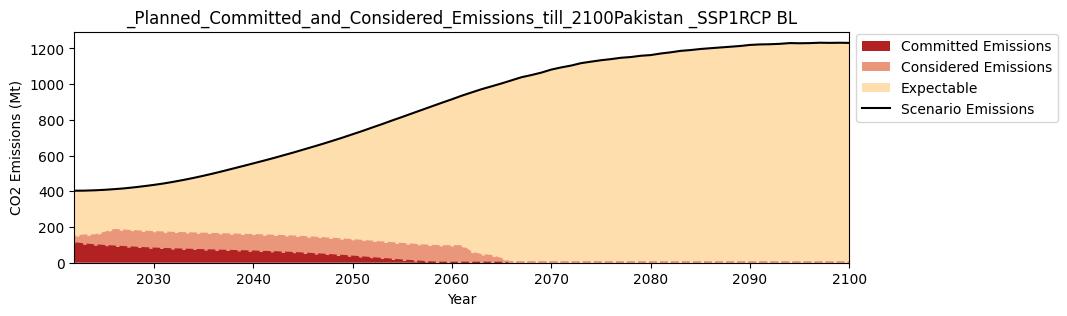 _Planned_Committed_and_Considered_Emissions_till_2100Pakistan _SSP1RCP BL
CO2 Emissions (Mt)
1200
1000
800
600
400
200
0
2030 2040 2050 2060 2070 2080 2090 2100
Year
Committed Emissions
Considered Emissions
Expectable
Scenario Emissions